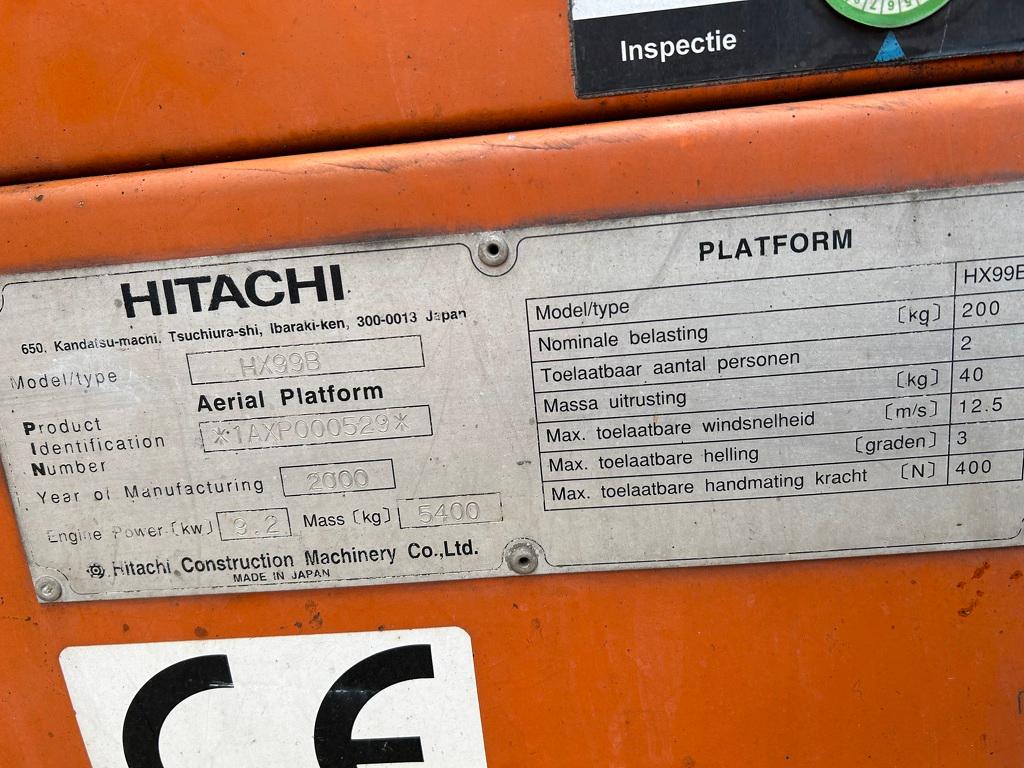 Inspectie
HITACHI
650, Kandatsu-machi, Tsuchiura-shi, Ibaraki-ken, 300-0013 Japan
Model/type HX99B
Aerial Platform
Product
Identification
Number
*1AXP000529*
Year of Manufacturing 2000
Engine Power〔kw〕 9.2 Mass〔kg〕 5400
Hitachi Construction Machinery Co.,Ltd.
MADE IN JAPAN
PLATFORM
Model/type HX99B
Nominale belasting 〔kg〕 200
Toelaatbaar aantal personen 2
Massa uitrusting 〔kg〕 40
Max. toelaatbare windsnelheid 〔m/s〕 12.5
Max. toelaatbare helling 〔graden〕 3
Max. toelaatbare handmating kracht 〔N〕 400
CE